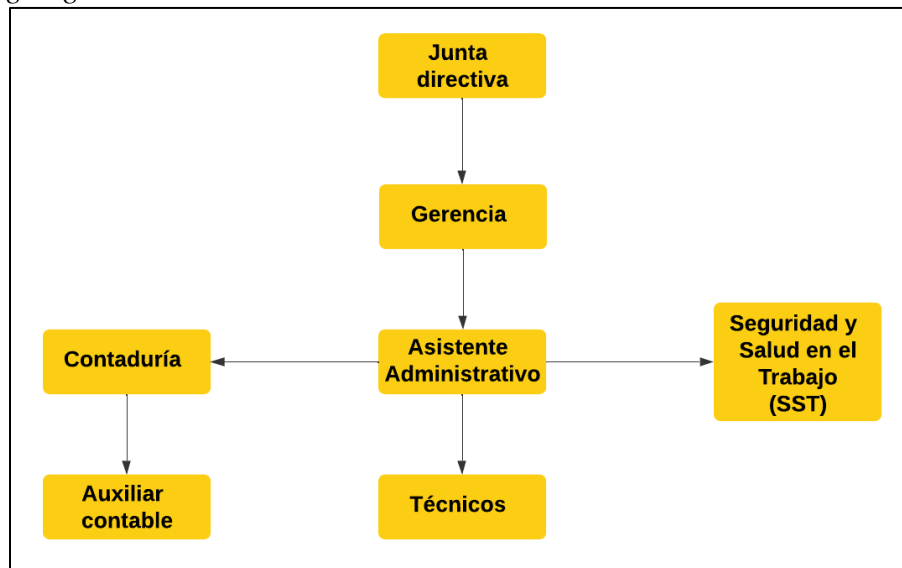 Junta
directiva
Gerencia
Contaduría
Asistente
Administrativo
Seguridad y
Salud en el
Trabajo
(SST)
Auxiliar
contable
Técnicos